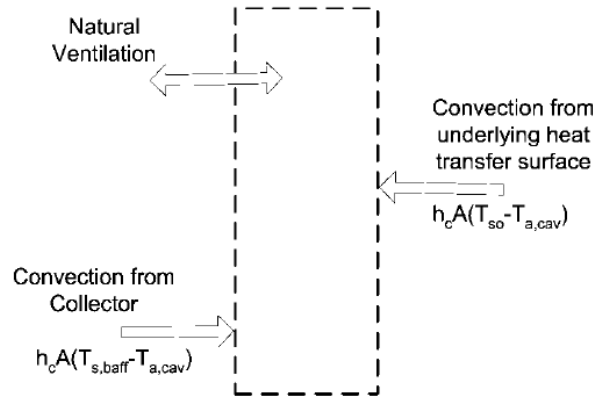 Natural
Ventilation
Convection from
underlying heat
transfer surface
h_cA(T_so-T_a,cav)
Convection from
Collector
h_cA(T_s,baff-T_a,cav)